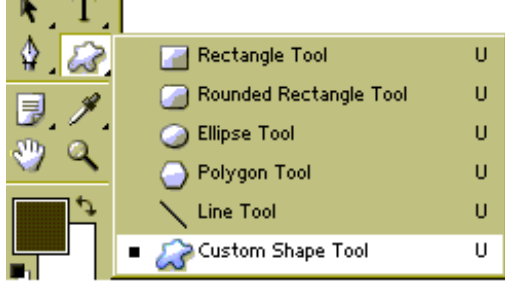 T
Rectangle Tool U
Rounded Rectangle Tool U
Ellipse Tool U
Polygon Tool U
Line Tool U
Custom Shape Tool U